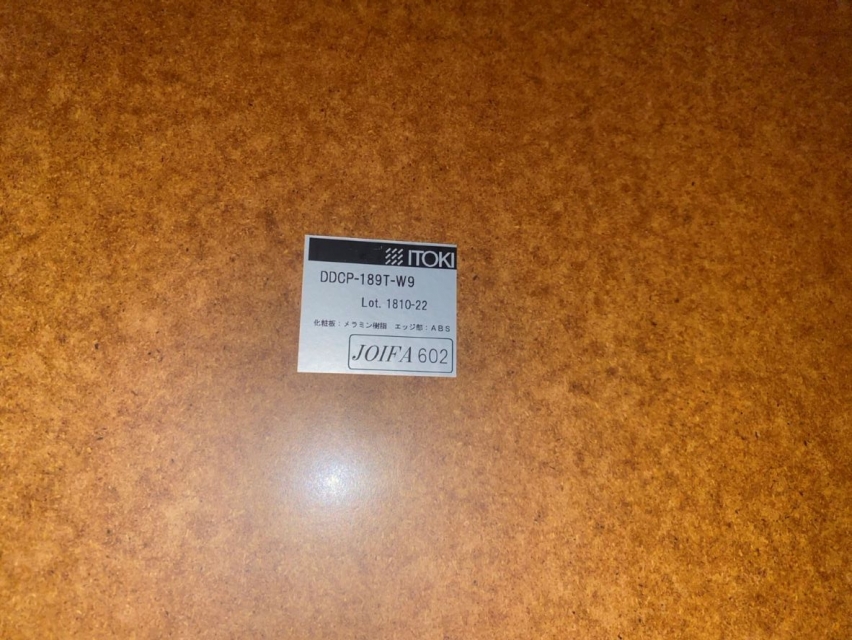 ITOKI
DDCP-189T-W9
Lot. 1810-22
化粧板：メラミン樹脂 エッジ部：ABS
JOIFA 602